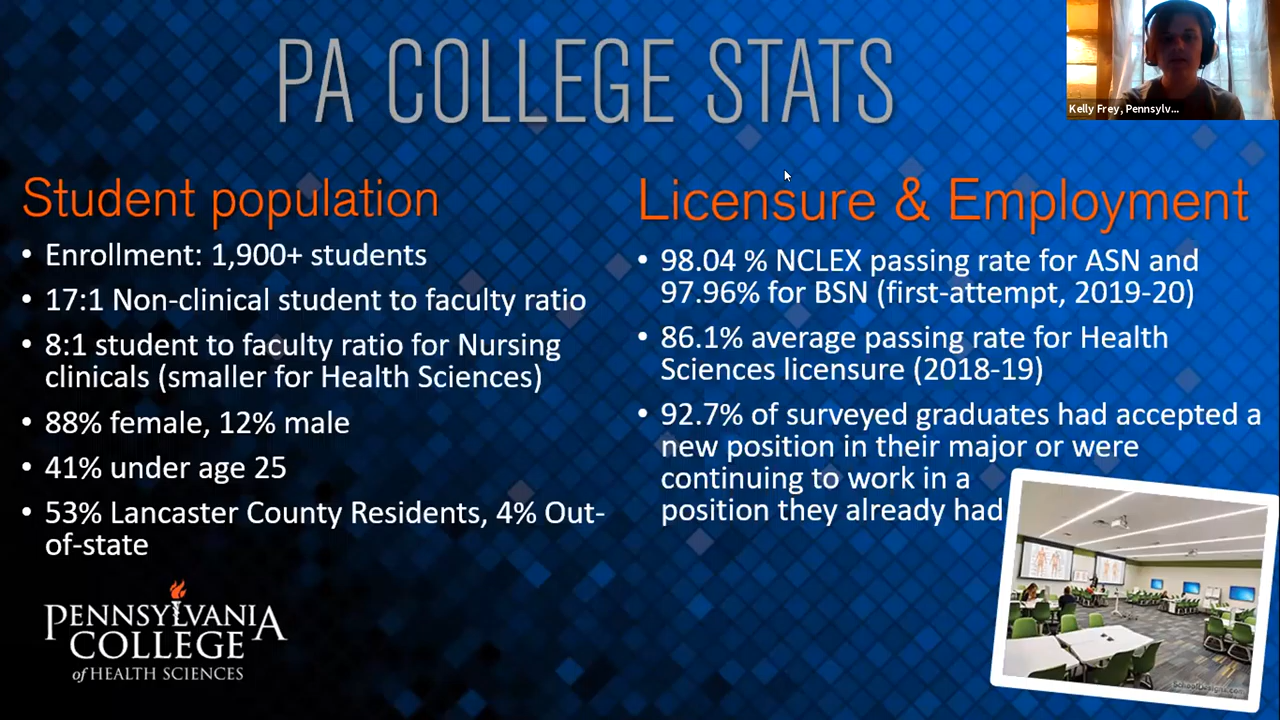 PA COLLEGE STATS
Kelly Frey, Pennsylv...
Student population
• Enrollment: 1,900+ students
• 17:1 Non-clinical student to faculty ratio
• 8:1 student to faculty ratio for Nursing
clinicals (smaller for Health Sciences)
• 88% female, 12% male
• 41% under age 25
• 53% Lancaster County Residents, 4% Out-
of-state
Licensure & Employment
• 98.04 % NCLEX passing rate for ASN and
97.96% for BSN (first-attempt, 2019-20)
• 86.1% average passing rate for Health
Sciences licensure (2018-19)
• 92.7% of surveyed graduates had accepted a
new position in their major or were
continuing to work in a
position they already had
PENNSYLVANIA
COLLEGE
of HEALTH SCIENCES